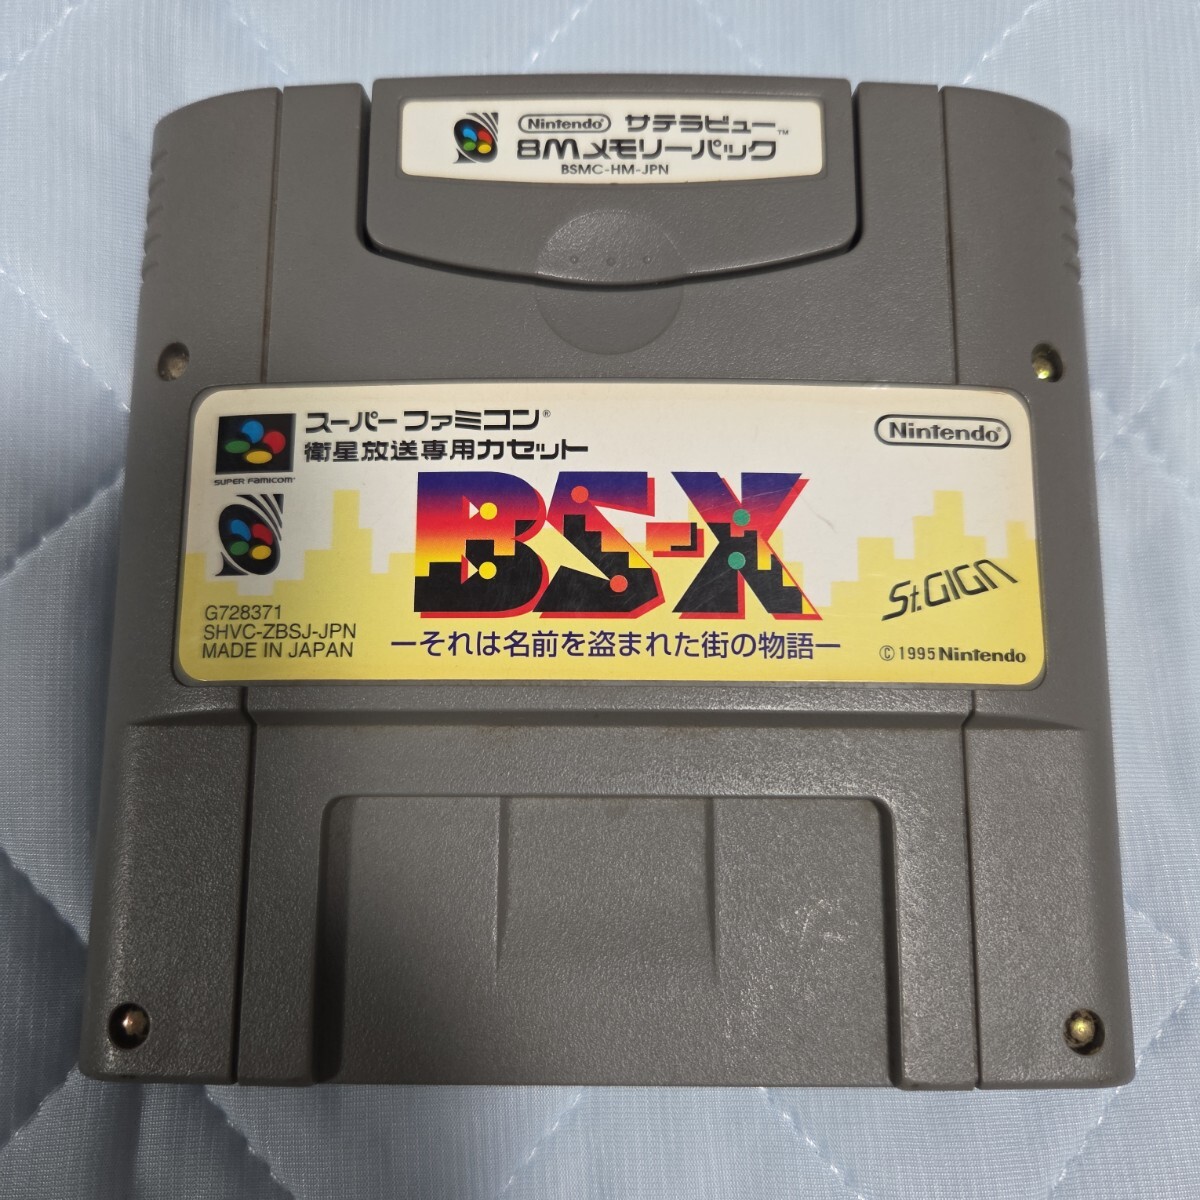 Nintendo サテラビュー™
8Mメモリーパック
BSMC-HM-JPN
スーパーファミコン®
衛星放送専用カセット
SUPER FAMICOM
Nintendo®
BS-X
St.GIGA
G728371
SHVC-ZBSJ-JPN
MADE IN JAPAN
ーそれは名前を盗まれた街の物語ー
©1995 Nintendo